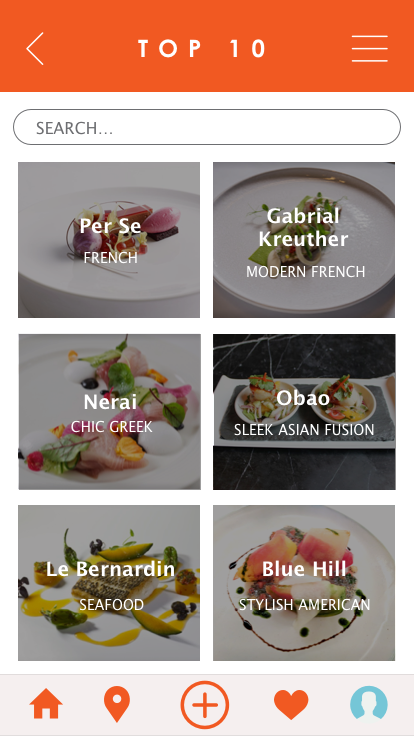 TOP 10
SEARCH...
Per Se
FRENCH
Gabrial
Kreuther
MODERN FRENCH
Nerai
CHIC GREEK
Obao
SLEEK ASIAN FUSION
Le Bernardin
SEAFOOD
Blue Hill
STYLISH AMERICAN